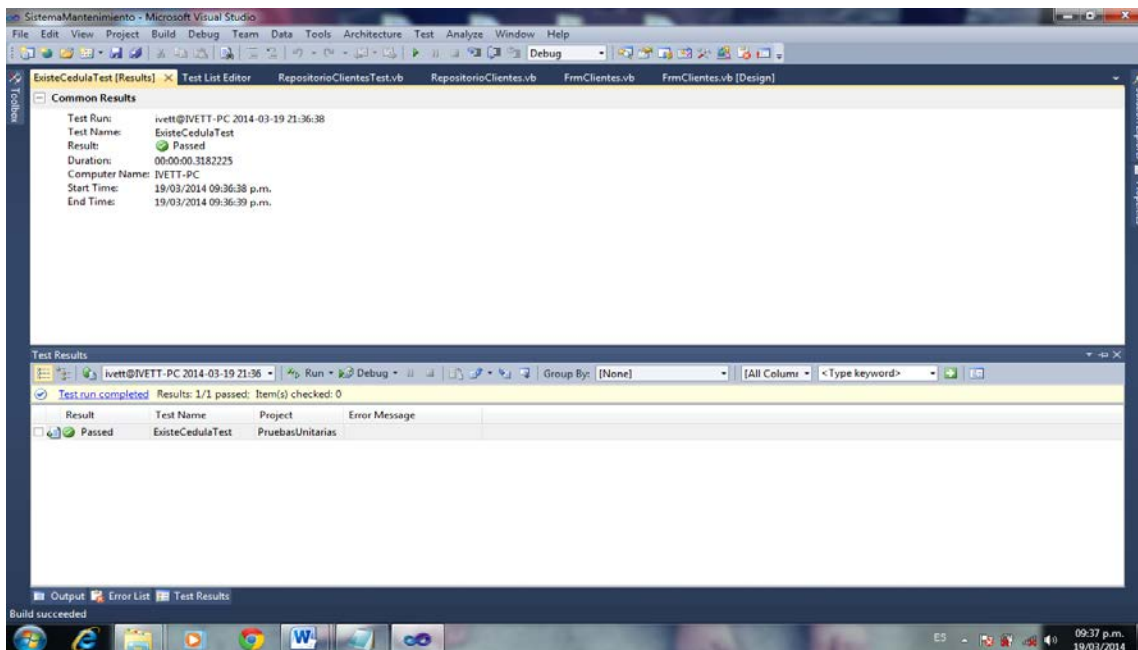 SistemaMantenimiento - Microsoft Visual Studio
File Edit View Project Build Debug Team Data Tools Architecture Test Analyze Window Help
Debug
ExisteCedulaTest [Results] Test List Editor RepositorioClientesTest.vb RepositorioClientes.vb FrmClientes.vb FrmClientes.vb [Design]
Toolbox
Common Results
Test Run: ivett@IVETT-PC 2014-03-19 21:36:38
Test Name: ExisteCedulaTest
Result: Passed
Duration: 00:00:00.3182225
Computer Name: IVETT-PC
Start Time: 19/03/2014 09:36:38 p.m.
End Time: 19/03/2014 09:36:39 p.m.
Test Results
ivett@IVETT-PC 2014-03-19 21:36 Run Debug Group By: [None] [All Colum <Type keyword>
Test run completed Results: 1/1 passed; Item(s) checked: 0
Result Test Name Project Error Message
Passed ExisteCedulaTest PruebasUnitarias
Output Error List Test Results
Build succeeded
ES 09:37 p.m.
19/03/2014